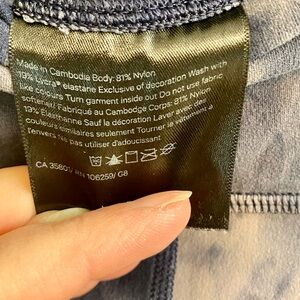 Made in Cambodia Body: 81% Nylon
19% Lycra® elastane Exclusive of decoration Wash with
like colours Turn garment inside out Do not use fabric
softener/ Fabriqué au Cambodge Corps: 81% Nylon
19% Élasthanne Sauf la décoration Laver avec des
couleurs similaires seulement Tourner le vêtement à
l'envers Ne pas utiliser d'adoucissant
CA 35801/ RN 106259/ G8